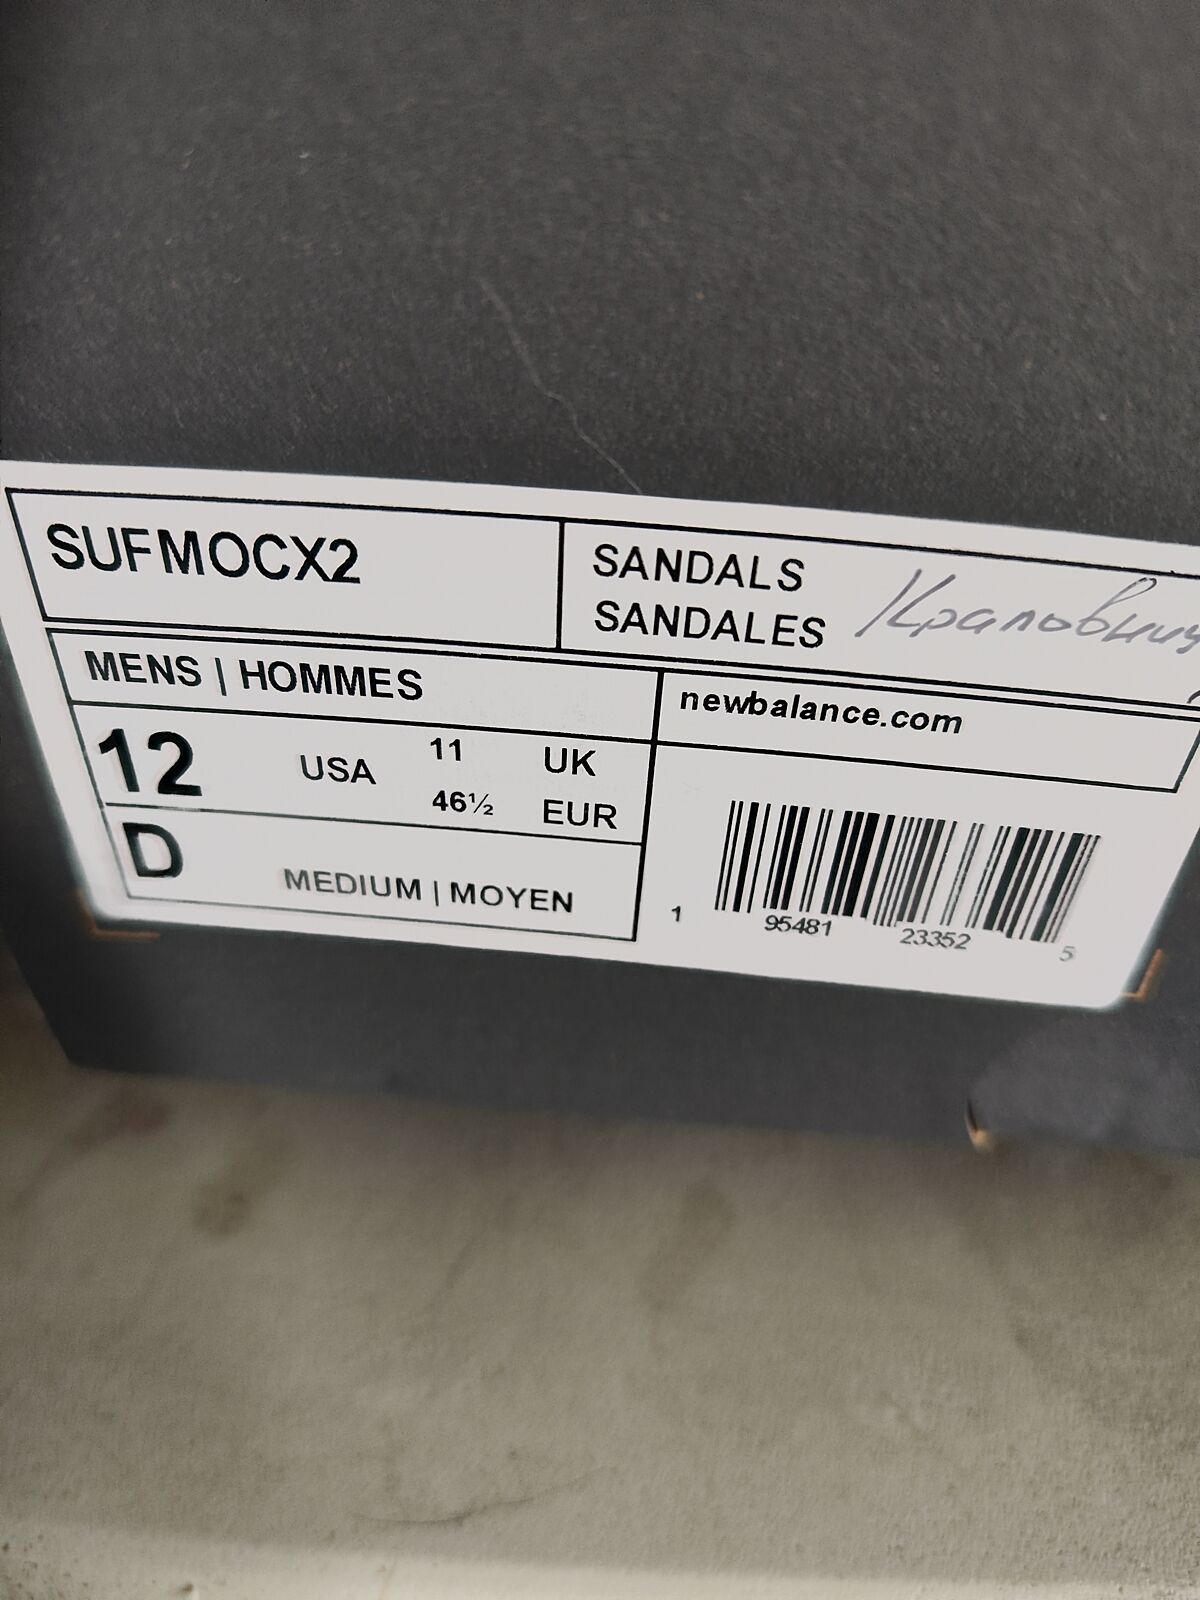 SUFMOCX2
SANDALS
SANDALES
MENS | HOMMES
newbalance.com
12 USA 11 UK
46½ EUR
D MEDIUM | MOYEN
1 95481 23352 5